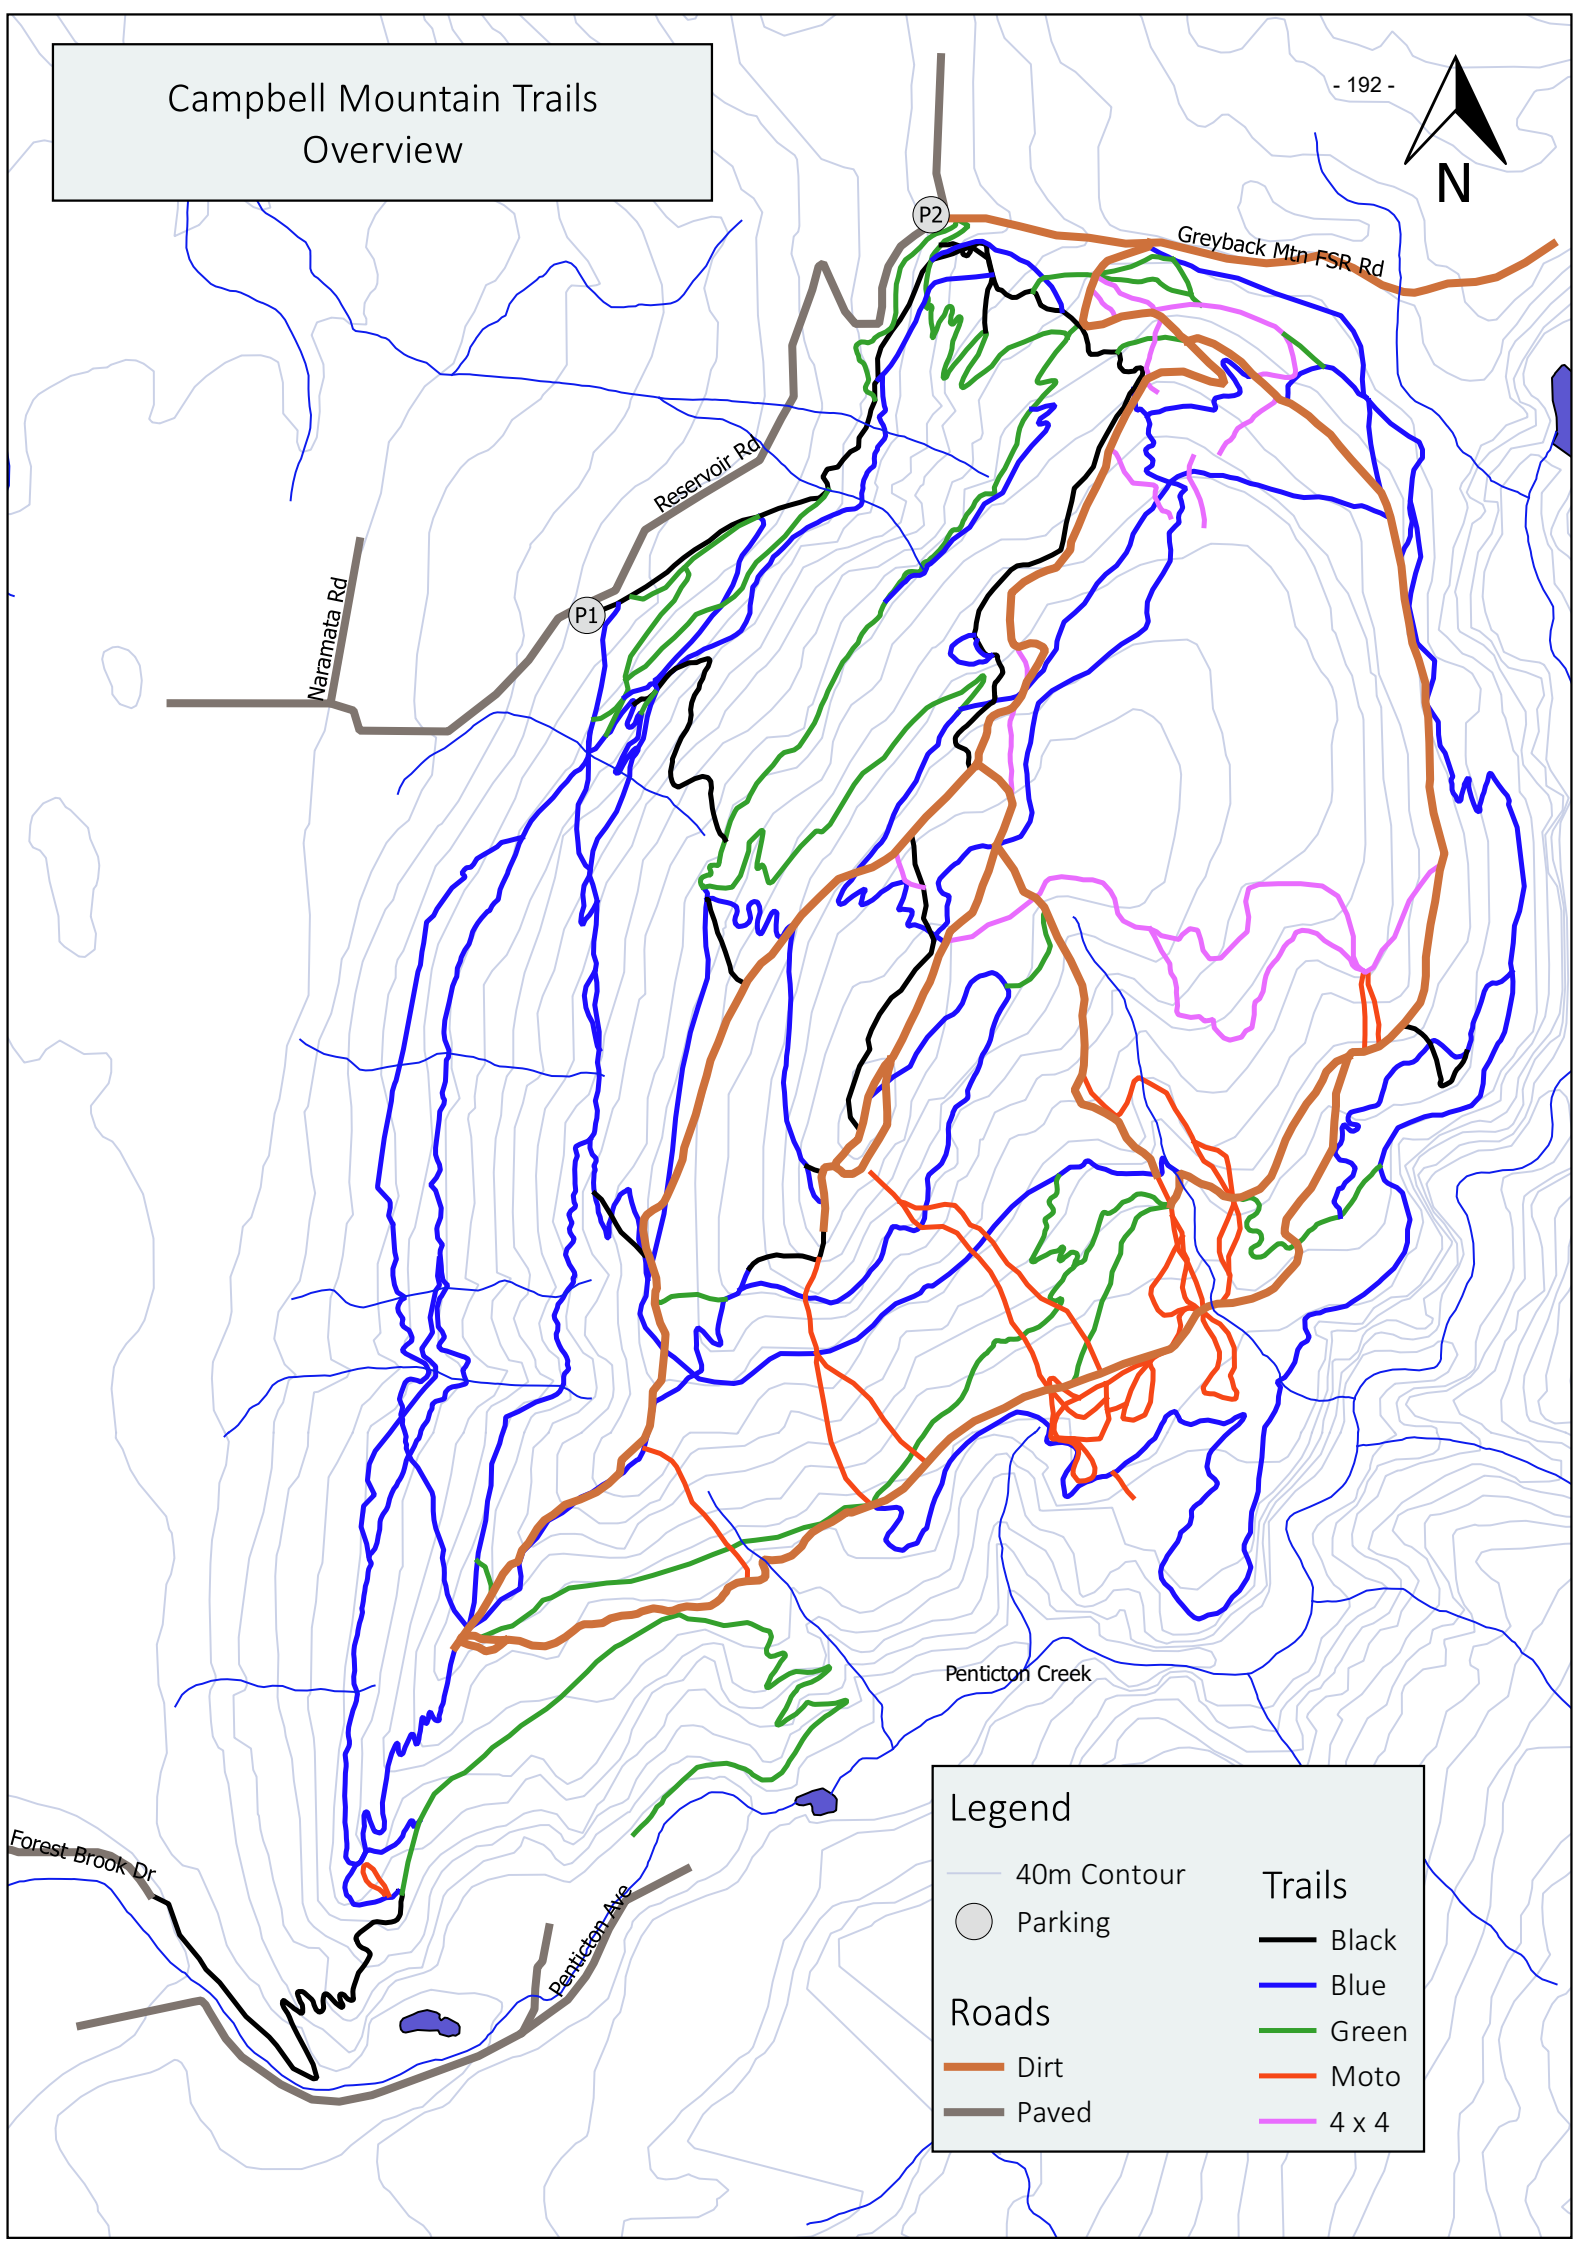 Campbell Mountain Trails
Overview
- 192 -
N
P2
Greyback Mtn FSR Rd
Reservoir Rd
P1
Naramata Rd
Penticton Creek
Forest Brook Dr
Penticton Ave
Legend
40m Contour
Parking
Roads
Dirt
Paved
Trails
Black
Blue
Green
Moto
4 x 4